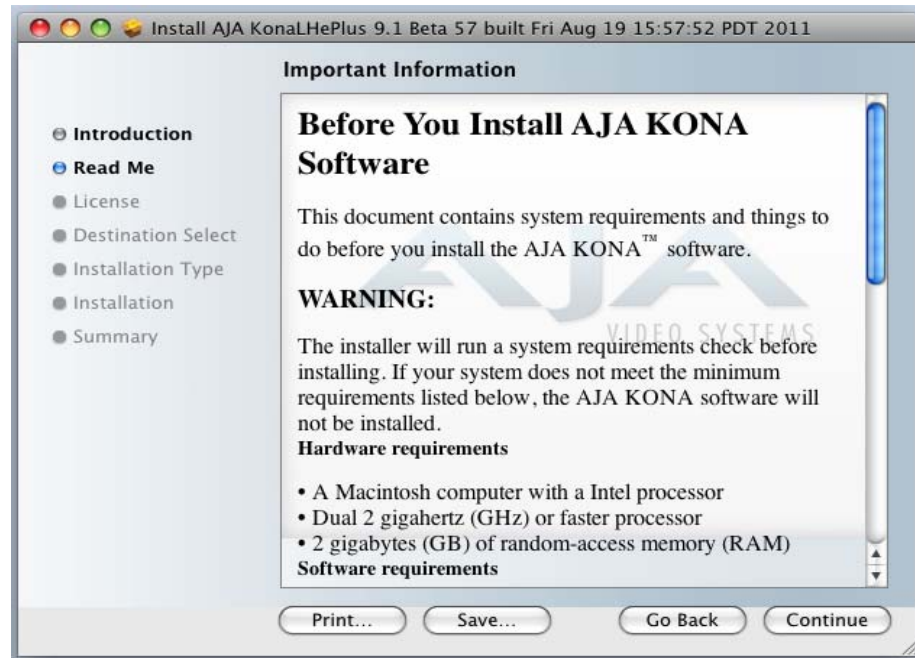 Install AJA KonaLHePlus 9.1 Beta 57 built Fri Aug 19 15:57:52 PDT 2011
Important Information
Introduction
Read Me
License
Destination Select
Installation Type
Installation
Summary
Before You Install AJA KONA
Software
This document contains system requirements and things to
do before you install the AJA KONA™ software.
WARNING:
The installer will run a system requirements check before
installing. If your system does not meet the minimum
requirements listed below, the AJA KONA software will
not be installed.
Hardware requirements
• A Macintosh computer with a Intel processor
• Dual 2 gigahertz (GHz) or faster processor
• 2 gigabytes (GB) of random-access memory (RAM)
Software requirements
AJA
VIDEO SYSTEMS
Print...
Save...
Go Back
Continue